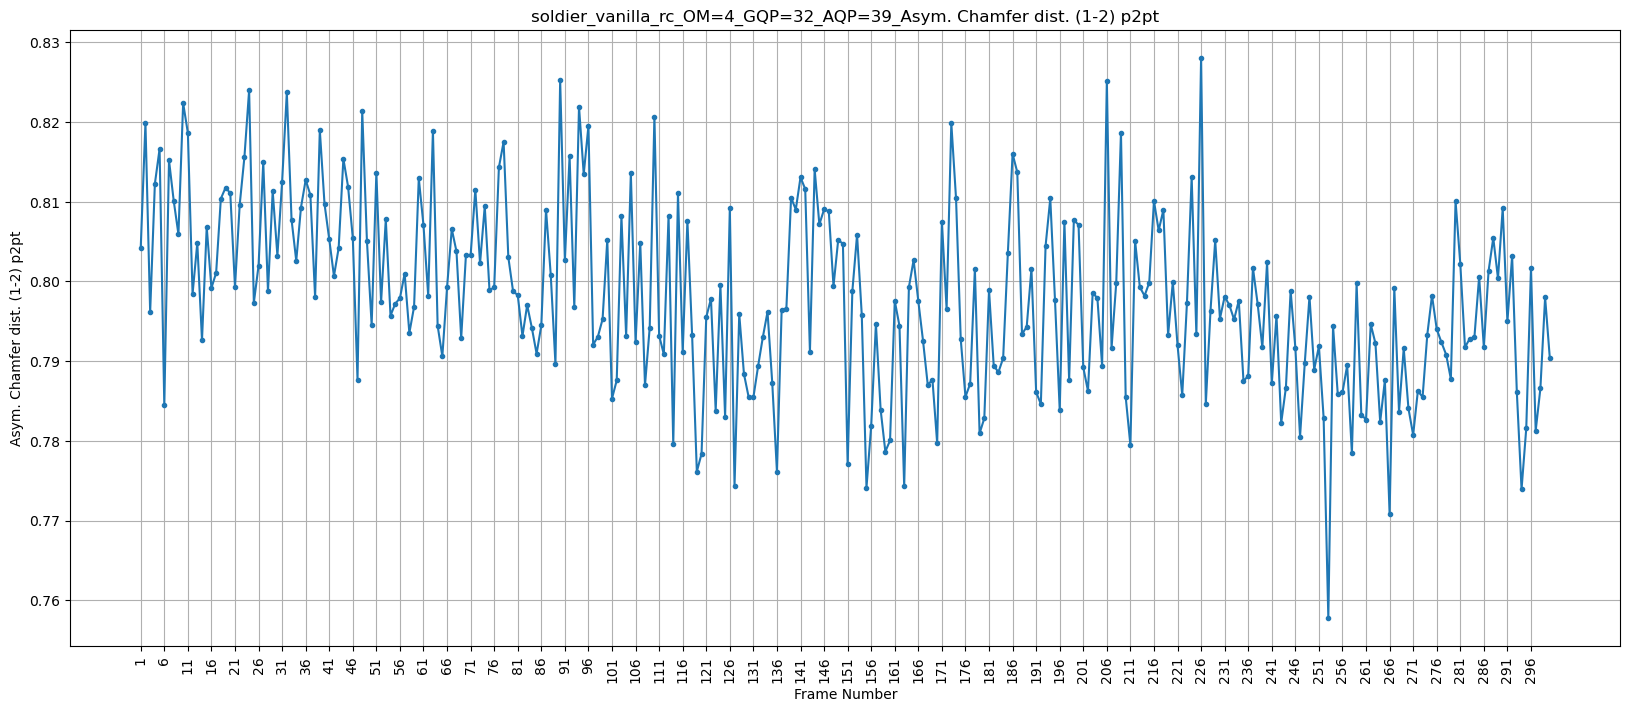 soldier_vanilla_rc_OM=4_GQP=32_AQP=39_Asym. Chamfer dist. (1-2) p2pt
Asym. Chamfer dist. (1-2) p2pt
0.83
0.82
0.81
0.80
0.79
0.78
0.77
0.76
1 6 11 16 21 26 31 36 41 46 51 56 61 66 71 76 81 86 91 96 101 106 111 116 121 126 131 136 141 146 151 156 161 166 171 176 181 186 191 196 201 206 211 216 221 226 231 236 241 246 251 256 261 266 271 276 281 286 291 296
Frame Number